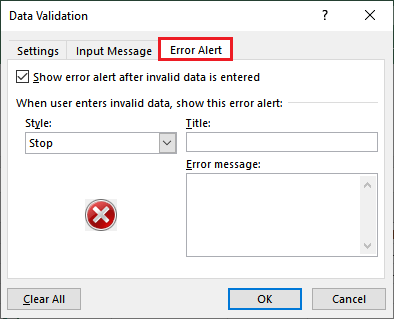 Data Validation ? ×
Settings Input Message Error Alert
Show error alert after invalid data is entered
When user enters invalid data, show this error alert:
Style: Title:
Stop
Error message:
Clear All OK Cancel